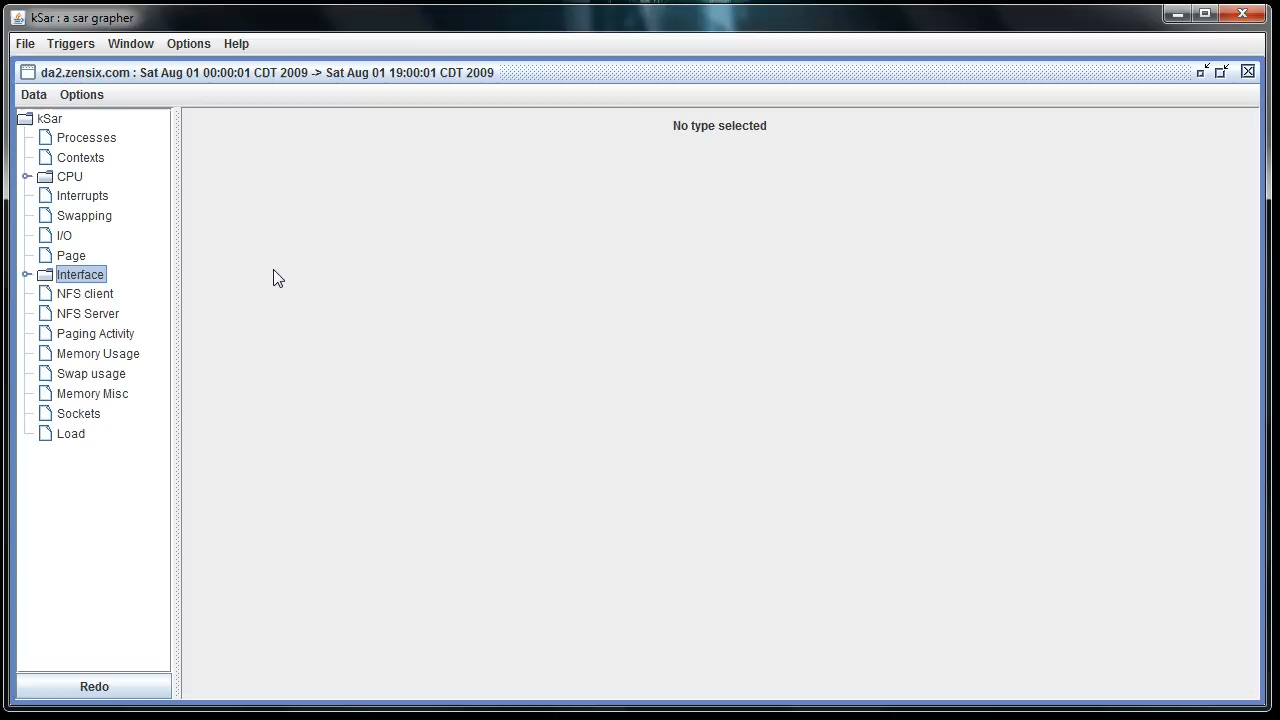 kSar : a sar grapher
File Triggers Window Options Help
da2.zensix.com : Sat Aug 01 00:00:01 CDT 2009 -> Sat Aug 01 19:00:01 CDT 2009
Data Options
kSar
No type selected
Processes
Contexts
CPU
Interrupts
Swapping
I/O
Page
Interface
NFS client
NFS Server
Paging Activity
Memory Usage
Swap usage
Memory Misc
Sockets
Load
Redo